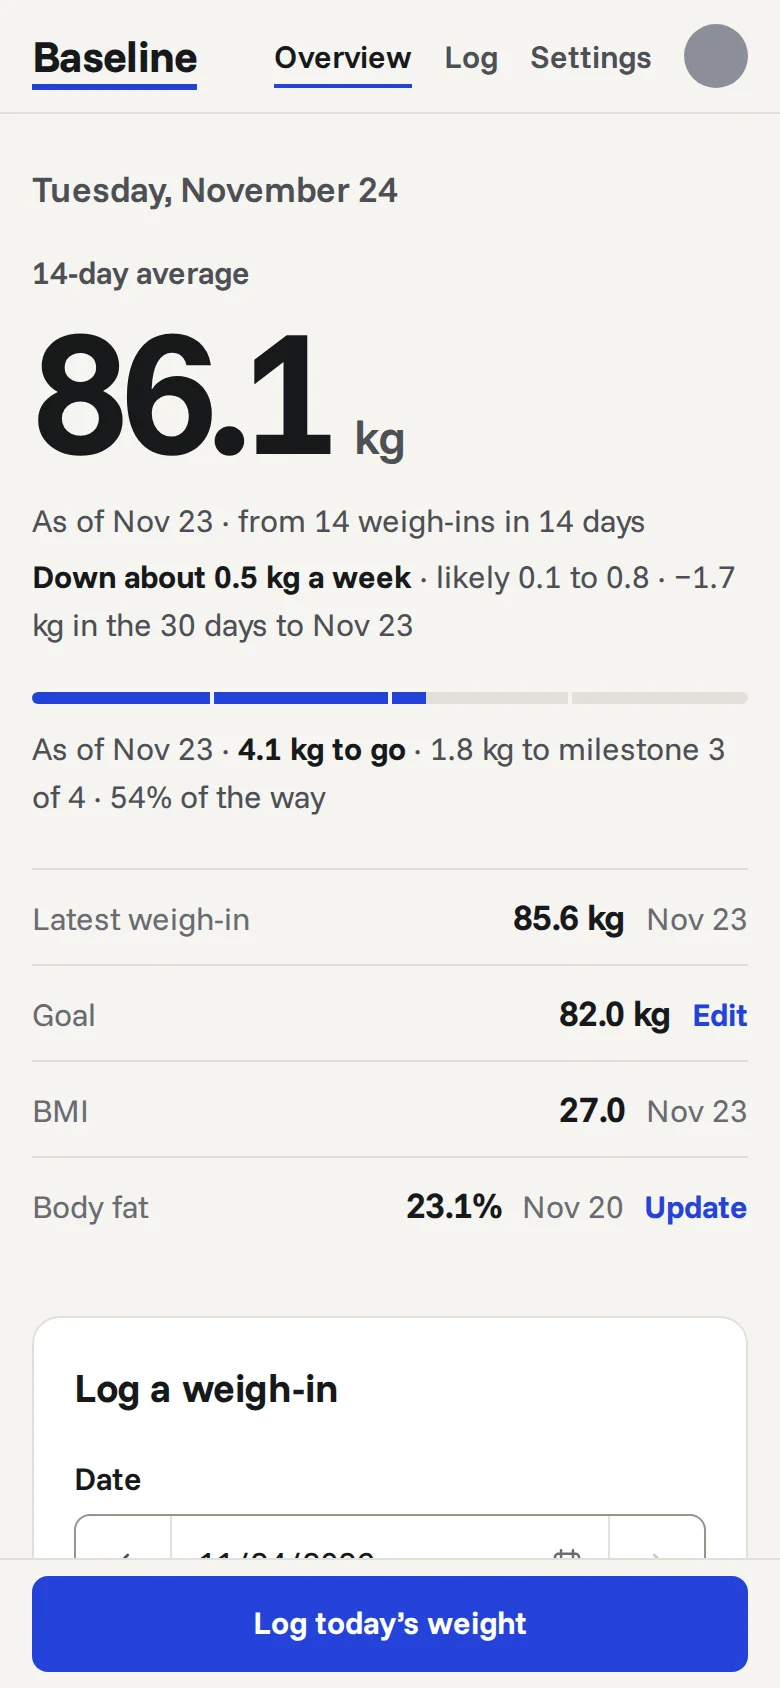 Baseline
Overview
Log
Settings
Tuesday, November 24
14-day average
86.1 kg
As of Nov 23 · from 14 weigh-ins in 14 days
Down about 0.5 kg a week · likely 0.1 to 0.8 · −1.7
kg in the 30 days to Nov 23
As of Nov 23 · 4.1 kg to go · 1.8 kg to milestone 3
of 4 · 54% of the way
Latest weigh-in 85.6 kg Nov 23
Goal 82.0 kg Edit
BMI 27.0 Nov 23
Body fat 23.1% Nov 20 Update
Log a weigh-in
Date
Log today’s weight